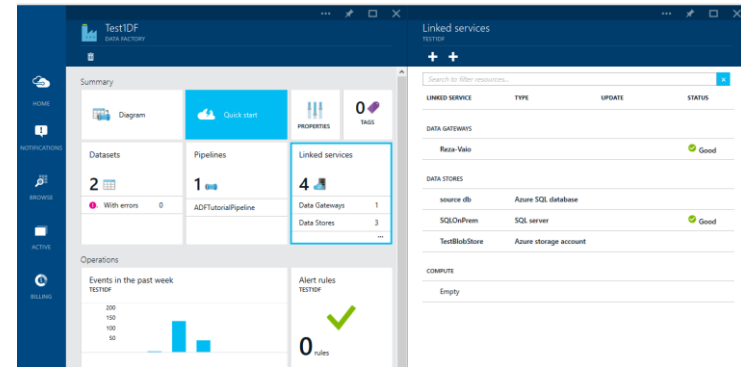 Test1DF
DATA FACTORY
HOME
NOTIFICATIONS
BROWSE
ACTIVE
BILLING
Summary
Diagram
Quick start
PROPERTIES
0
TAGS
Datasets
2
With errors 0
Pipelines
1
ADFTutorialPipeline
Linked services
4
Data Gateways 1
Data Stores 3
...
Operations
Events in the past week
TEST1DF
200
150
100
50
Alert rules
TEST1DF
0 rules
Linked services
TEST1DF
Search to filter resources...
LINKED SERVICE TYPE UPDATE STATUS
DATA GATEWAYS
Reza-Vaio Good
DATA STORES
source db Azure SQL database
SQLOnPrem SQL server Good
TestBlobStore Azure storage account
COMPUTE
Empty